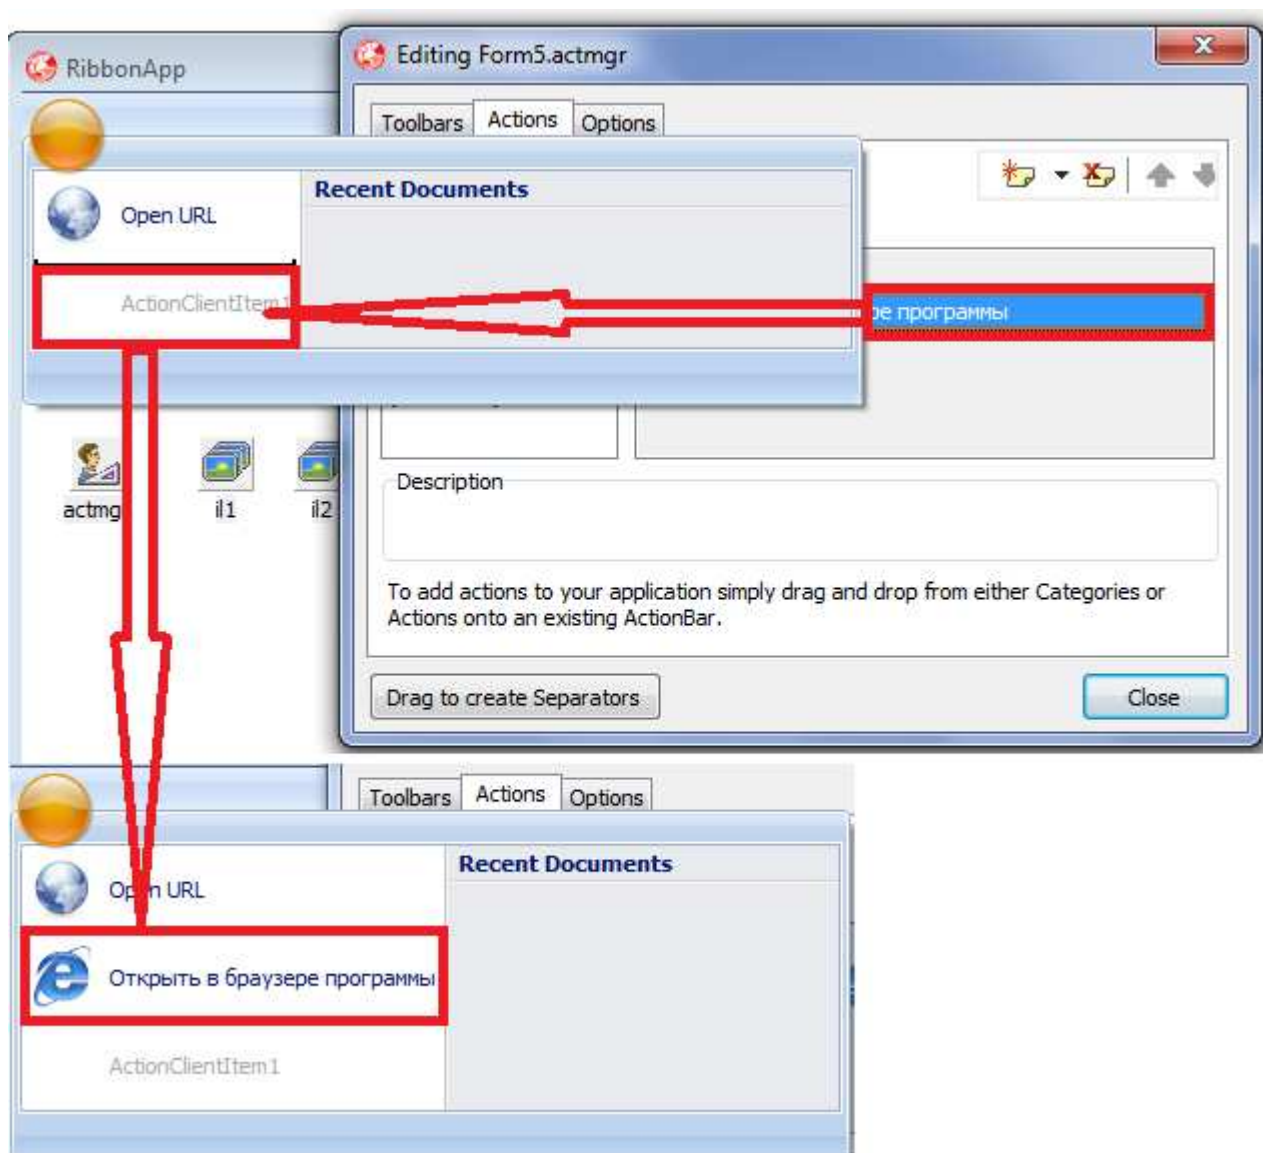 RibbonApp
Editing Form5.actmgr
Toolbars Actions Options
Open URL
Recent Documents
ActionClientItem1
ре программы
actmg
il1
il2
Description
To add actions to your application simply drag and drop from either Categories or
Actions onto an existing ActionBar.
Drag to create Separators
Close
Toolbars Actions Options
Open URL
Recent Documents
Открыть в браузере программы
ActionClientItem1